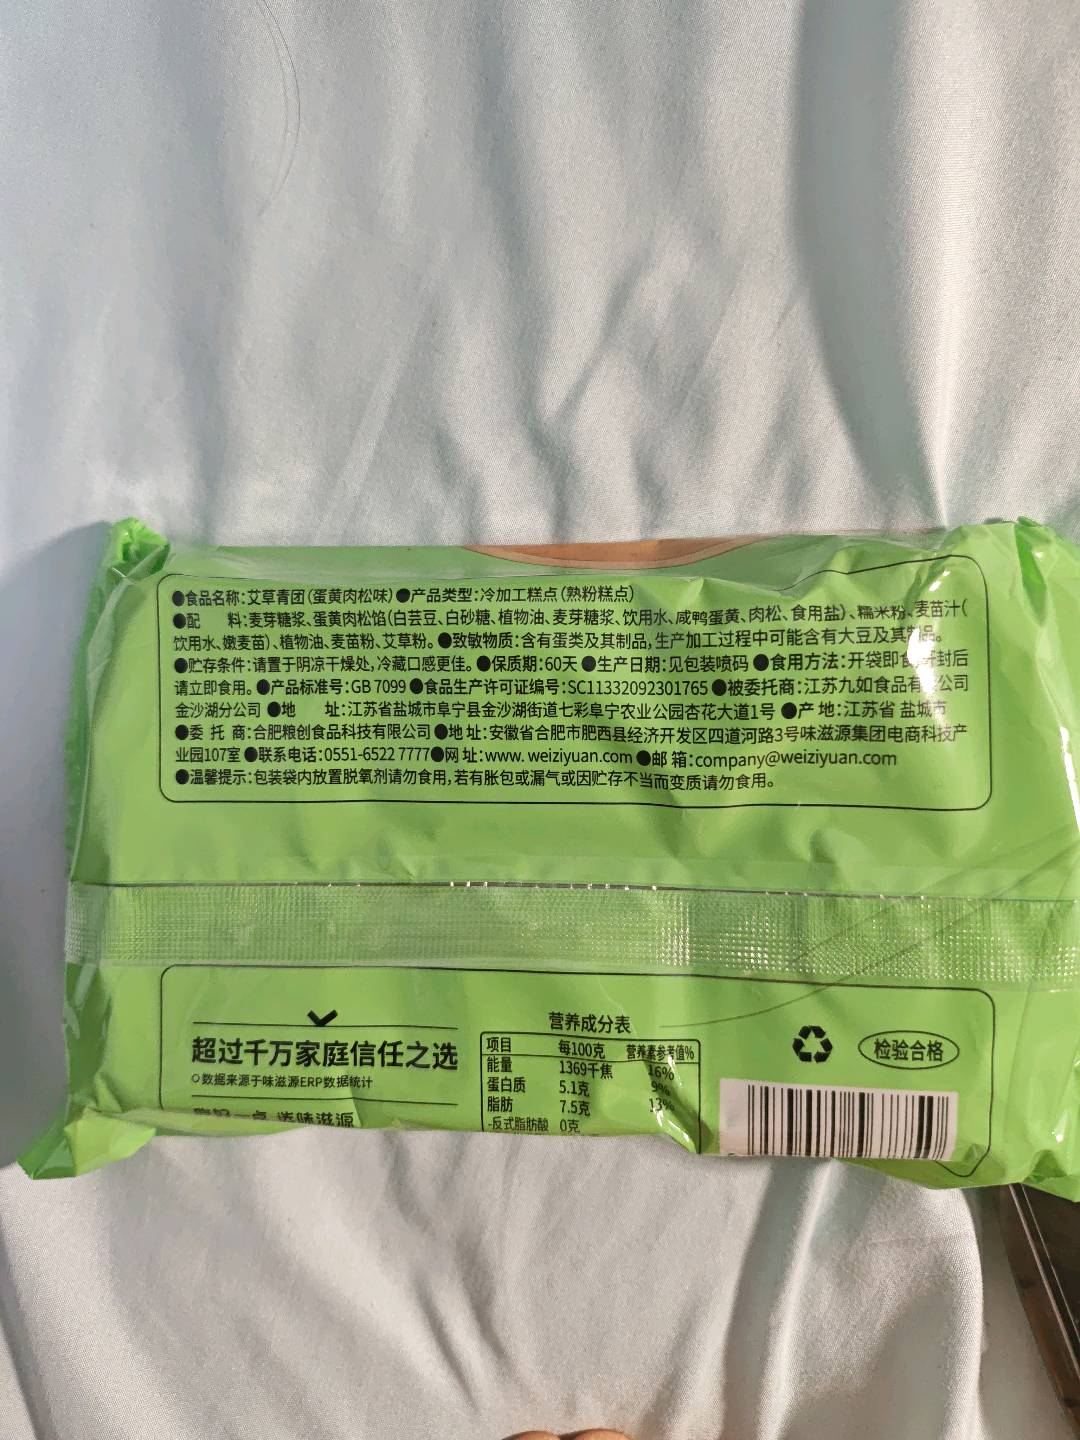 ●食品名称:艾草青团(蛋黄肉松味)●产品类型:冷加工糕点(熟粉糕点)
●配 料:麦芽糖浆、蛋黄肉松馅(白芸豆、白砂糖、植物油、麦芽糖浆、饮用水、咸鸭蛋黄、肉松、食用盐)、糯米粉、麦苗汁(
饮用水、嫩麦苗)、植物油、麦苗粉、艾草粉。●致敏物质:含有蛋类及其制品,生产加工过程中可能含有大豆及其制品。
●贮存条件:请置于阴凉干燥处,冷藏口感更佳。●保质期:60天 ●生产日期:见包装喷码 ●食用方法:开袋即食,开封后
请立即食用。●产品标准号:GB 7099 ●食品生产许可证编号:SC11332092301765 ●被委托商:江苏九如食品有限公司
金沙湖分公司 ●地 址:江苏省盐城市阜宁县金沙湖街道七彩阜宁农业公园杏花大道1号 ●产 地:江苏省 盐城市
●委 托 商:合肥粮创食品科技有限公司 ●地 址:安徽省合肥市肥西县经济开发区四道河路3号味滋源集团电商科技产
业园107室 ●联系电话:0551-6522 7777●网 址:www. weiziyuan.com ●邮 箱:company@weiziyuan.com
●温馨提示:包装袋内放置脱氧剂请勿食用,若有胀包或漏气或因贮存不当而变质请勿食用。
超过千万家庭信任之选
○数据来源于味滋源ERP数据统计
一点 选味滋源
营养成分表
项目 每100克 营养素参考值%
能量 1369千焦 16%
蛋白质 5.1克 9%
脂肪 7.5克 13%
-反式脂肪酸 0克
检验合格